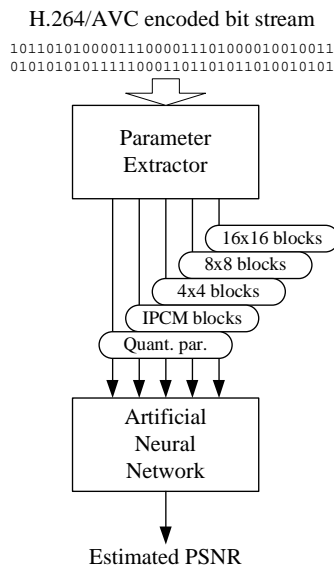 H.264/AVC encoded bit stream
1011010100001110000111010000010010011
0101010101111110001101101011010010101
Parameter
Extractor
16x16 blocks
8x8 blocks
4x4 blocks
IPCM blocks
Quant. par.
Artificial
Neural
Network
Estimated PSNR